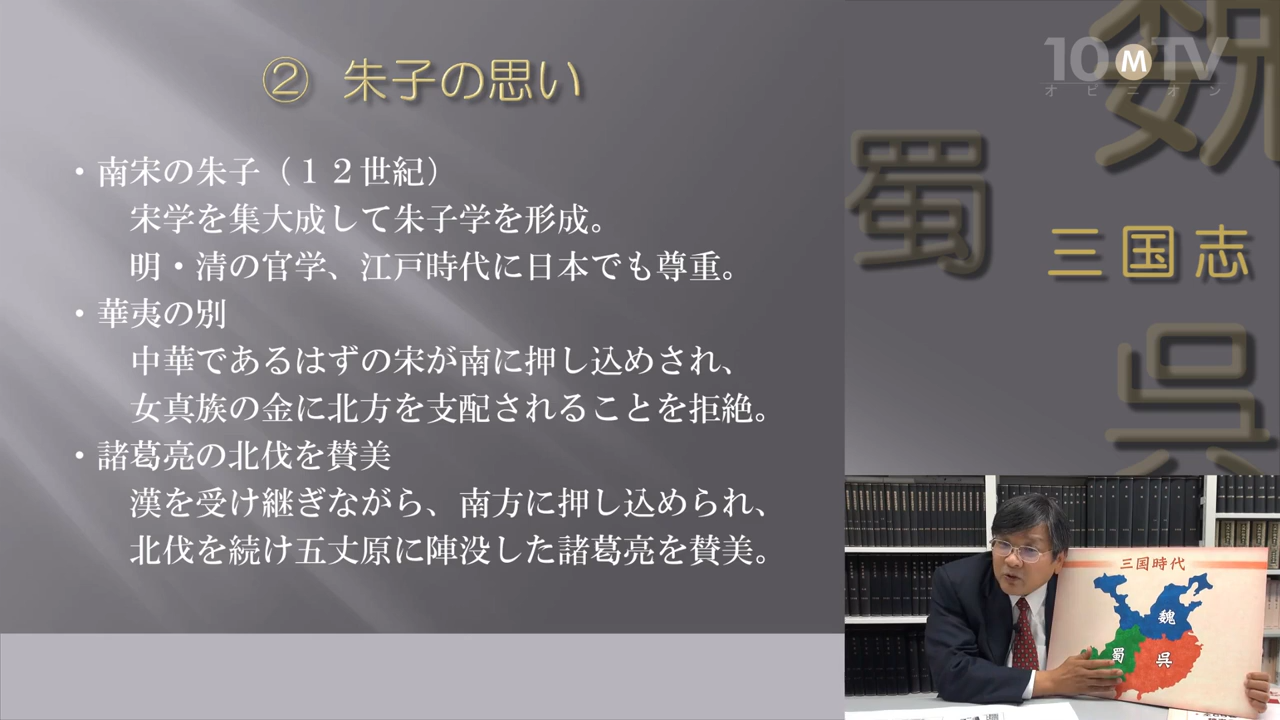 ② 朱子の思い
・南宋の朱子（１２世紀）
宋学を集大成して朱子学を形成。
明・清の官学、江戸時代に日本でも尊重。
・華夷の別
中華であるはずの宋が南に押し込めされ、
女真族の金に北方を支配されることを拒絶。
・諸葛亮の北伐を賛美
漢を受け継ぎながら、南方に押し込められ、
北伐を続け五丈原に陣没した諸葛亮を賛美。
10MTV
オピニオン
魏
蜀
三国志
呉
三国時代
魏
蜀
呉